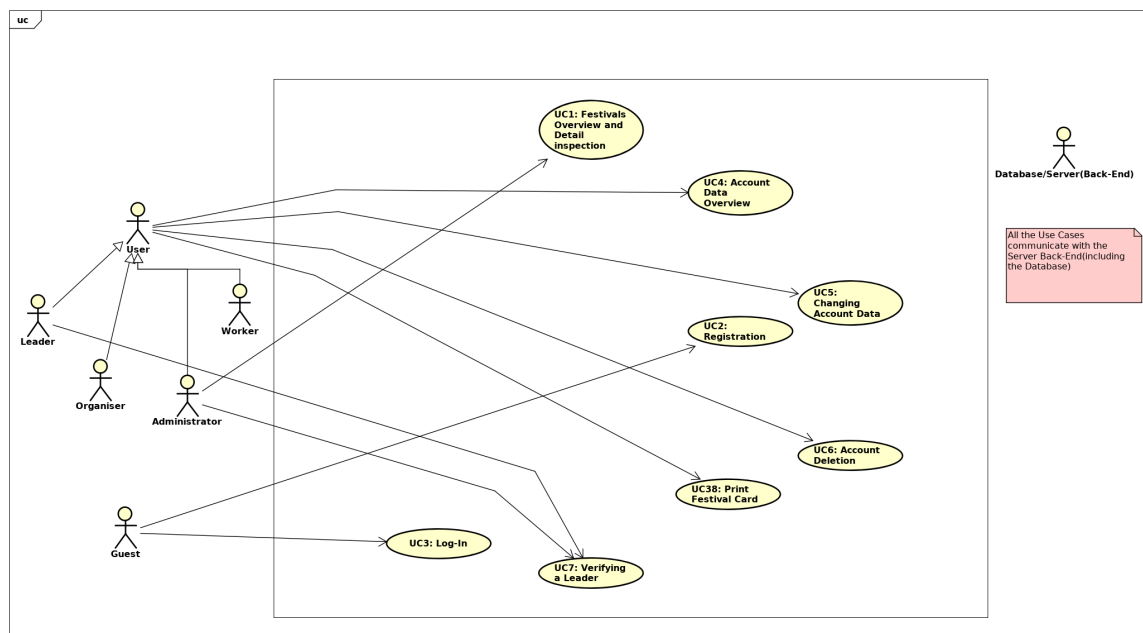 uc
UC1: Festivals
Overview and
Detail
inspection
Database/Server(Back-End)
UC4: Account
Data
Overview
User
All the Use Cases
communicate with the
Server Back-End(including
the Database)
UC5:
Changing
Account Data
Leader
Worker
UC2:
Registration
Organiser
Administrator
UC6: Account
Deletion
UC38: Print
Festival Card
Guest
UC3: Log-In
UC7: Verifying
a Leader